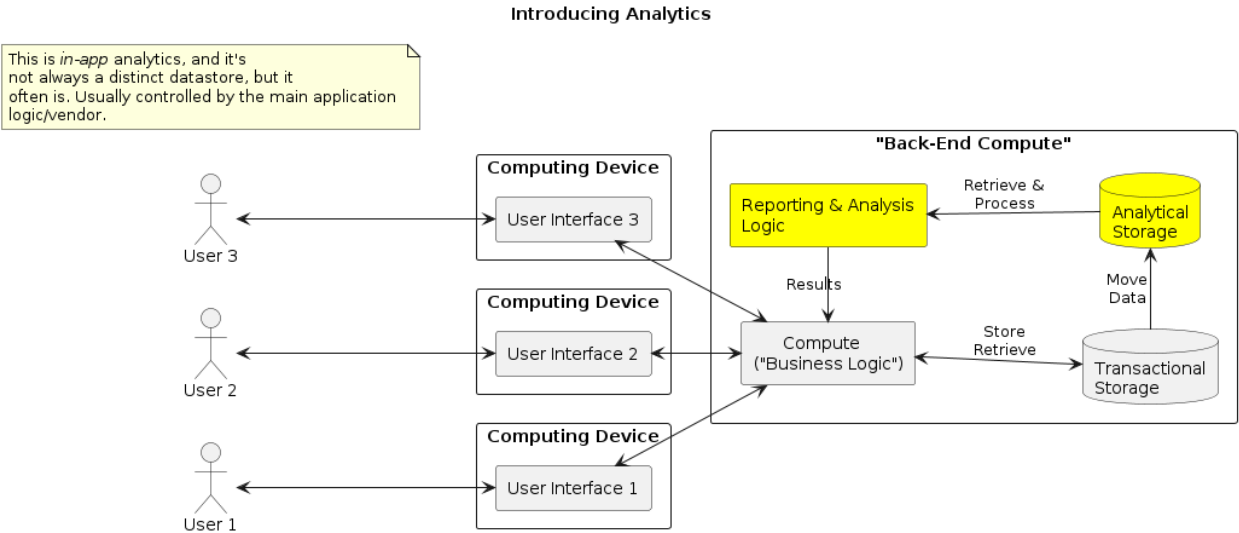 Introducing Analytics
This is in-app analytics, and it's
not always a distinct datastore, but it
often is. Usually controlled by the main application
logic/vendor.
"Back-End Compute"
Computing Device
User Interface 3
User 3
Reporting & Analysis
Logic
Retrieve &
Process
Analytical
Storage
Results
Move
Data
Computing Device
User Interface 2
User 2
Compute
("Business Logic")
Store
Retrieve
Transactional
Storage
Computing Device
User Interface 1
User 1